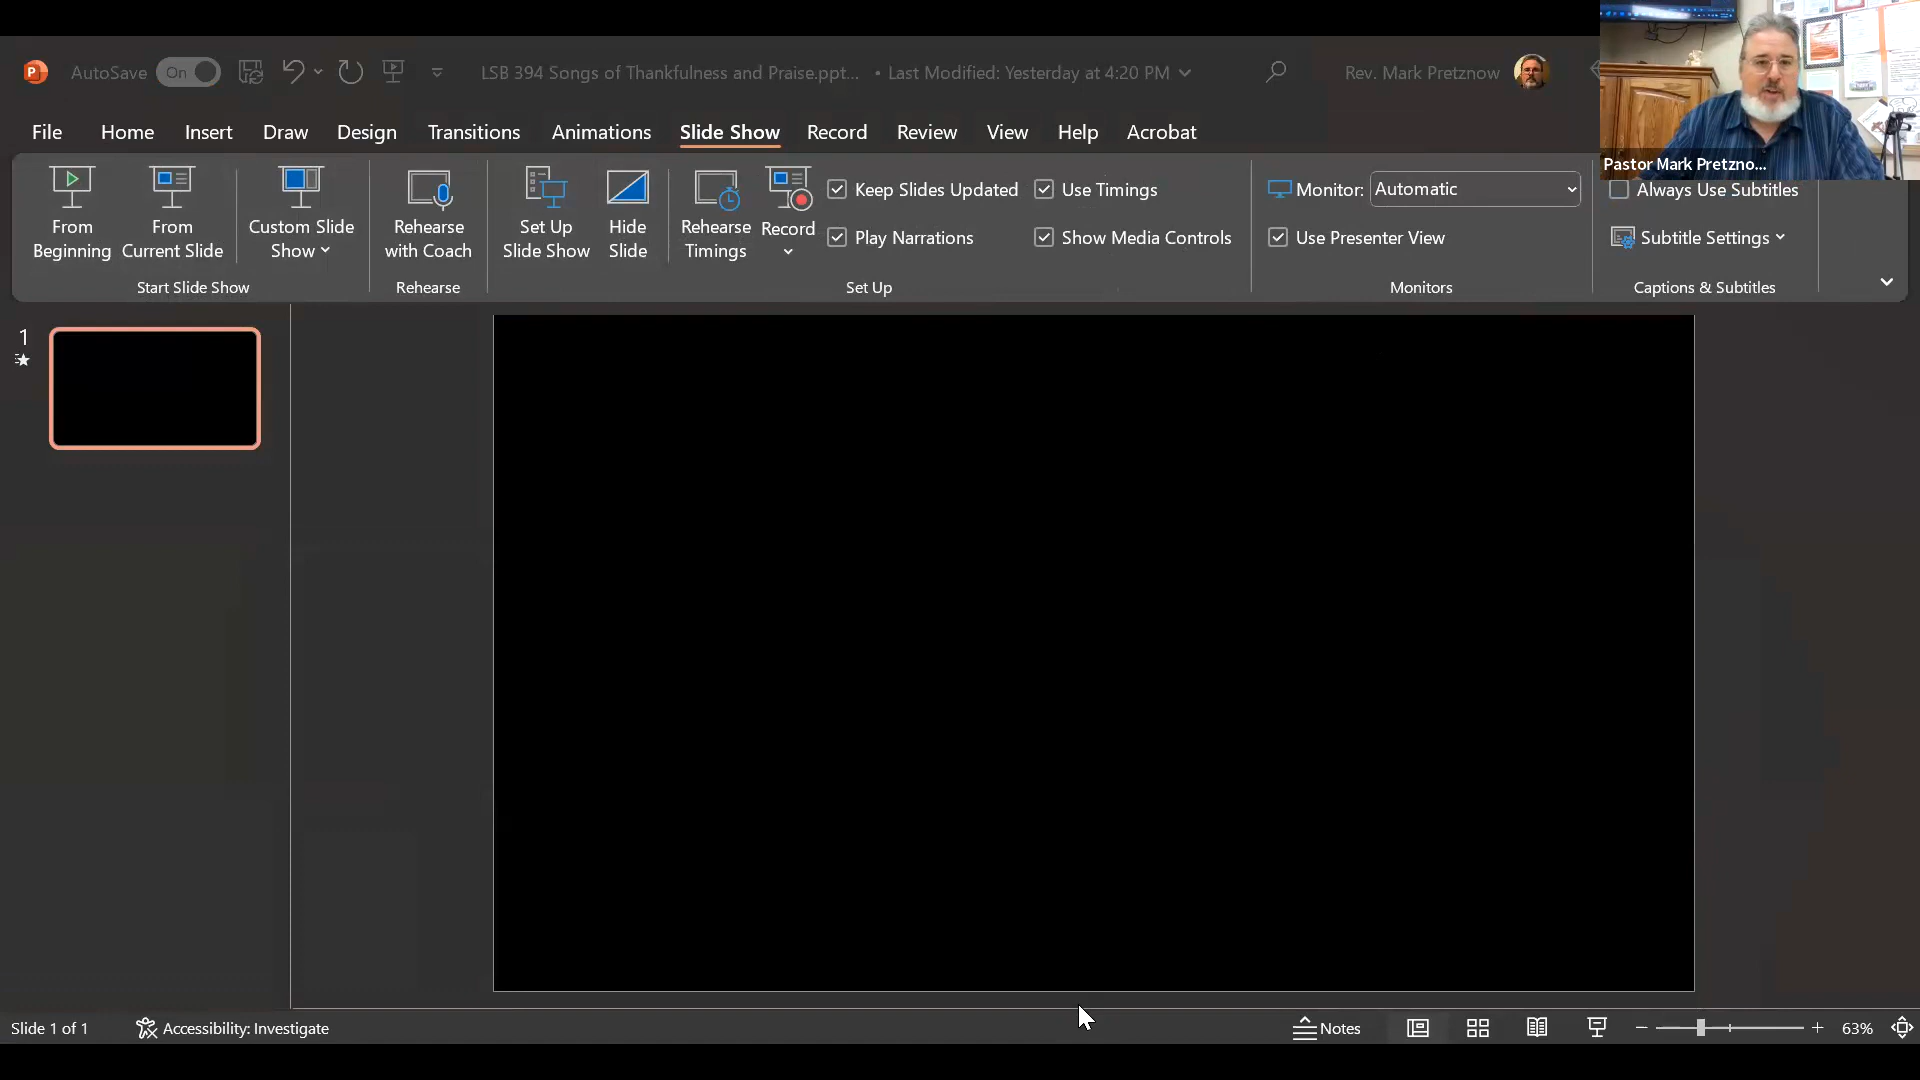 AutoSave On LSB 394 Songs of Thankfulness and Praise.ppt... • Last Modified: Yesterday at 4:20 PM Rev. Mark Pretznow
File Home Insert Draw Design Transitions Animations Slide Show Record Review View Help Acrobat
Pastor Mark Pretzno...
From Beginning
From Current Slide
Custom Slide Show
Start Slide Show
Rehearse with Coach
Rehearse
Set Up Slide Show
Hide Slide
Rehearse Timings
Record
Keep Slides Updated
Use Timings
Play Narrations
Show Media Controls
Set Up
Monitor: Automatic
Use Presenter View
Monitors
Always Use Subtitles
Subtitle Settings
Captions & Subtitles
1
Slide 1 of 1 Accessibility: Investigate Notes 63%